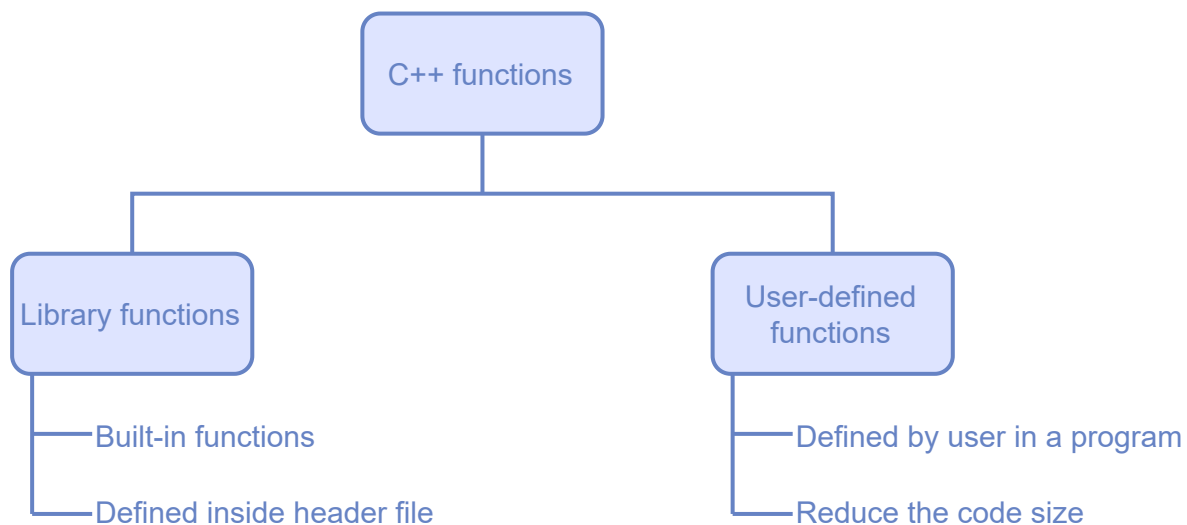 C++ functions
Library functions
User-defined
functions
Built-in functions
Defined inside header file
Defined by user in a program
Reduce the code size